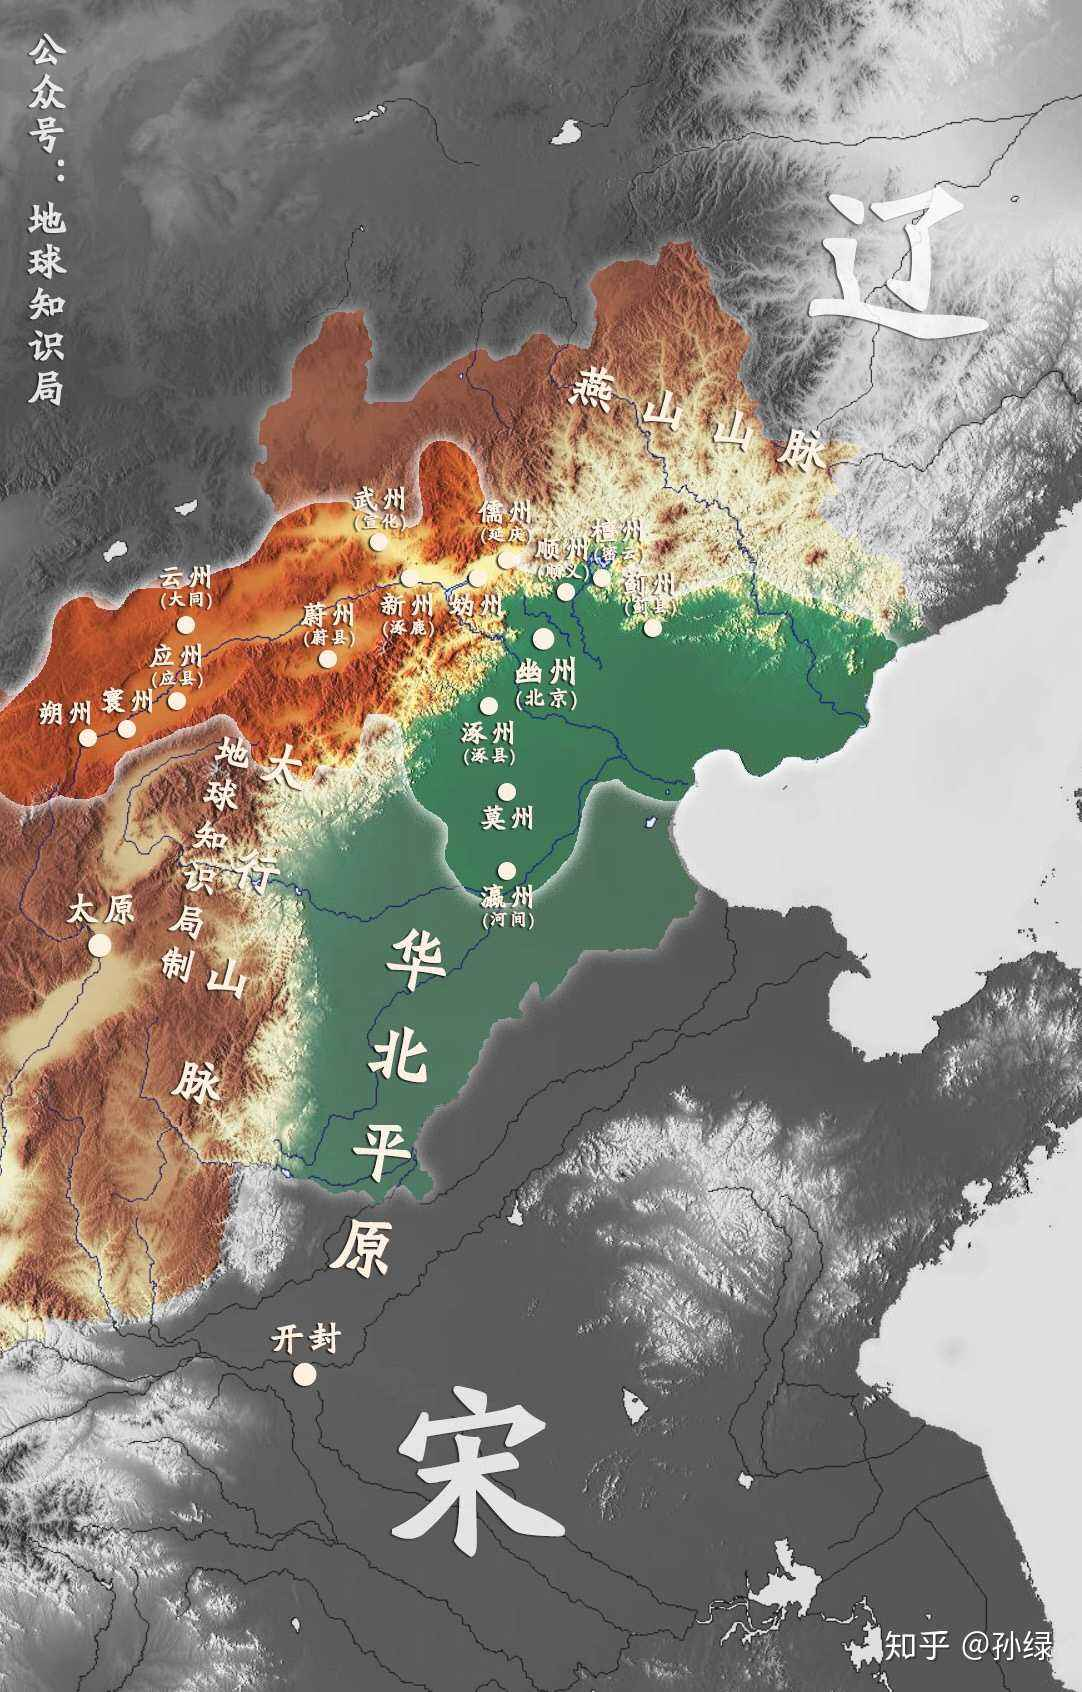 公众号：地球知识局
辽
燕山山脉
武州
(宣化)
儒州
(延庆)
檀州
(密云)
顺州
(顺义)
蓟州
(蓟县)
云州
(大同)
新州
(涿鹿)
妫州
蔚州
(蔚县)
应州
(应县)
幽州
(北京)
寰州
朔州
涿州
(涿县)
莫州
瀛州
(河间)
太行山脉
地球知识局制
太原
华北平原
开封
宋
知乎 @孙绿